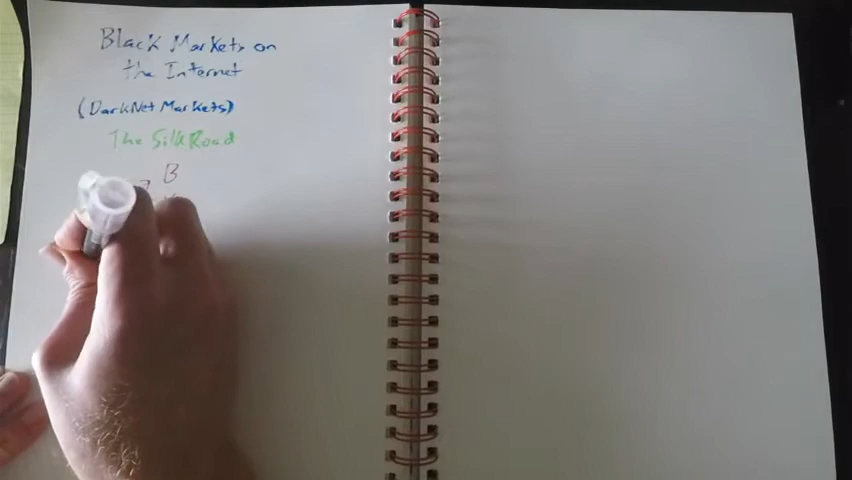 Black Markets on
the Internet
(DarkNet Markets)
The Silk Road
B